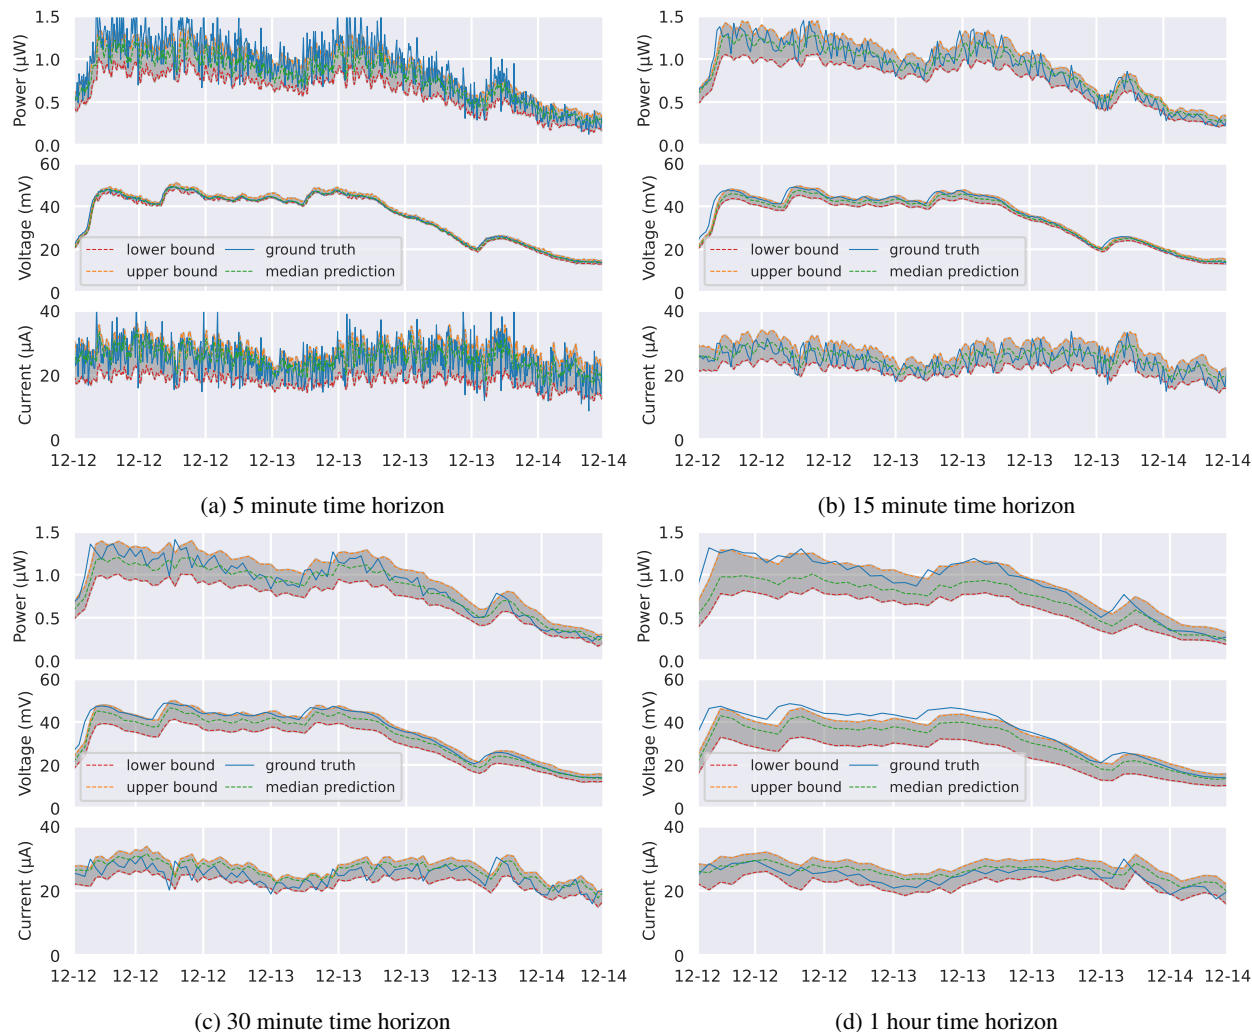 1.5
1.0
0.5
0.0
Power (μW)
60
40
20
0
Voltage (mV)
lower bound
ground truth
upper bound
median prediction
40
20
0
Current (μA)
12-12 12-12 12-12 12-13 12-13 12-13 12-13 12-14 12-14
(a) 5 minute time horizon
1.5
1.0
0.5
0.0
Power (μW)
60
40
20
0
Voltage (mV)
lower bound
ground truth
upper bound
median prediction
40
20
0
Current (μA)
12-12 12-12 12-12 12-13 12-13 12-13 12-13 12-14 12-14
(b) 15 minute time horizon
1.5
1.0
0.5
0.0
Power (μW)
60
40
20
0
Voltage (mV)
lower bound
ground truth
upper bound
median prediction
40
20
0
Current (μA)
12-12 12-12 12-12 12-13 12-13 12-13 12-13 12-14 12-14
(c) 30 minute time horizon
1.5
1.0
0.5
0.0
Power (μW)
60
40
20
0
Voltage (mV)
lower bound
ground truth
upper bound
median prediction
40
20
0
Current (μA)
12-12 12-12 12-12 12-13 12-13 12-13 12-13 12-14 12-14
(d) 1 hour time horizon